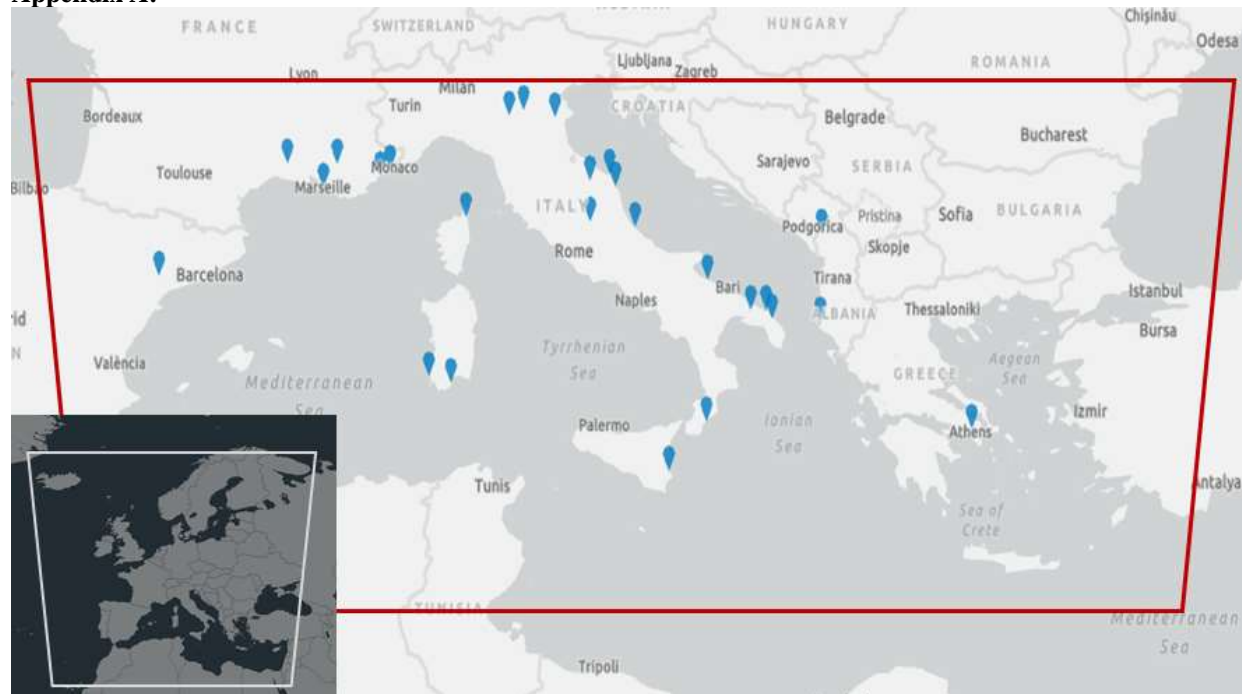 Appendix A.
FRANCE
SWITZERLAND
HUNGARY
Chișinău
Odesa
Ljubljana
Zagreb
ROMANIA
Lyon
Milan
Turin
CROATIA
Bordeaux
Belgrade
Bucharest
Toulouse
Monaco
Sarajevo
SERBIA
Bilbao
Marseille
ITALY
Podgorica
Pristina
Sofia
BULGARIA
Skopje
Rome
Barcelona
Tirana
Bari
Naples
ALBANIA
Thessaloniki
Istanbul
Bursa
València
Tyrrhenian
Sea
Mediterranean
Sea
GREECE
Aegean
Sea
Izmir
Palermo
Ionian
Sea
Athens
Tunis
Antalya
Sea of
Crete
TUNISIA
Mediterranean
Sea
Tripoli